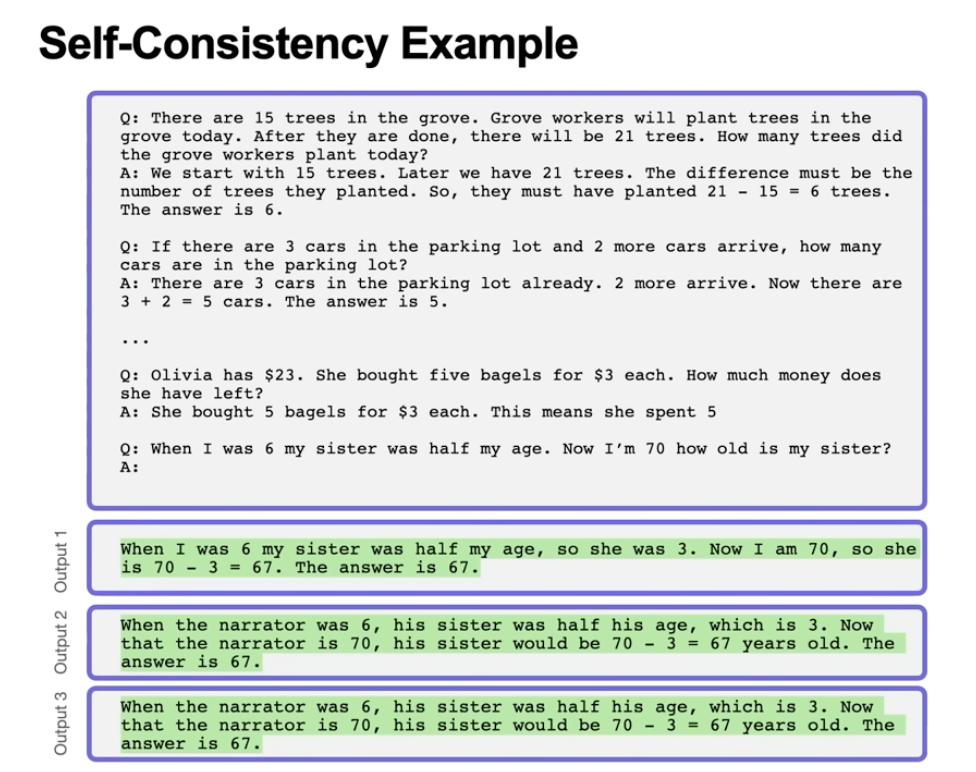 Self-Consistency Example
Q: There are 15 trees in the grove. Grove workers will plant trees in the
grove today. After they are done, there will be 21 trees. How many trees did
the grove workers plant today?
A: We start with 15 trees. Later we have 21 trees. The difference must be the
number of trees they planted. So, they must have planted 21 - 15 = 6 trees.
The answer is 6.
Q: If there are 3 cars in the parking lot and 2 more cars arrive, how many
cars are in the parking lot?
A: There are 3 cars in the parking lot already. 2 more arrive. Now there are
3 + 2 = 5 cars. The answer is 5.
...
Q: Olivia has $23. She bought five bagels for $3 each. How much money does
she have left?
A: She bought 5 bagels for $3 each. This means she spent 5
Q: When I was 6 my sister was half my age. Now I’m 70 how old is my sister?
A:
Output 1
When I was 6 my sister was half my age, so she was 3. Now I am 70, so she
is 70 - 3 = 67. The answer is 67.
Output 2
When the narrator was 6, his sister was half his age, which is 3. Now
that the narrator is 70, his sister would be 70 - 3 = 67 years old. The
answer is 67.
Output 3
When the narrator was 6, his sister was half his age, which is 3. Now
that the narrator is 70, his sister would be 70 - 3 = 67 years old. The
answer is 67.